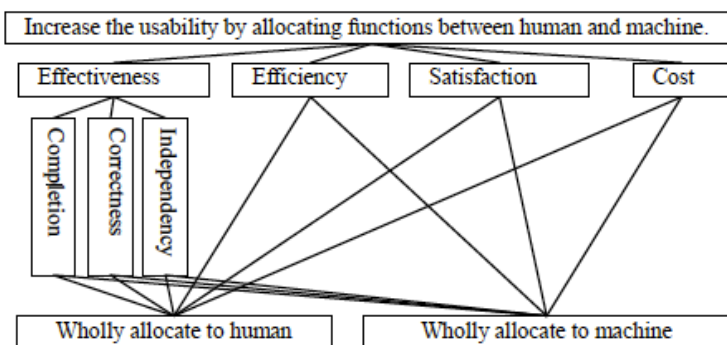 Increase the usability by allocating functions between human and machine.
Effectiveness
Efficiency
Satisfaction
Cost
Completion
Correctness
Independency
Wholly allocate to human
Wholly allocate to machine